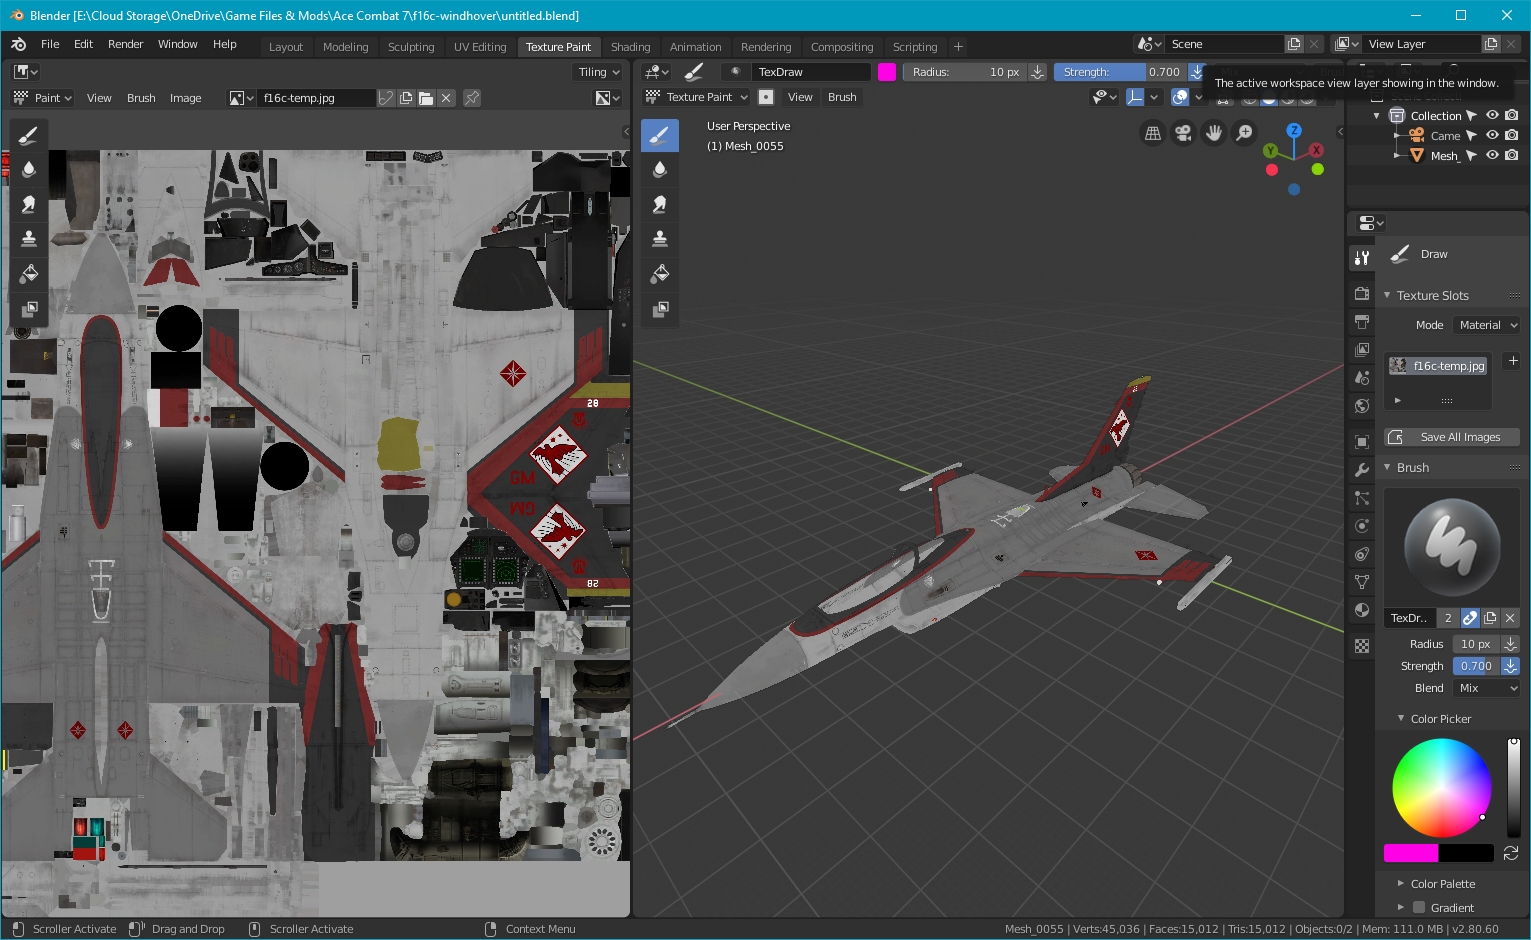 Blender [E:\Cloud Storage\OneDrive\Game Files & Mods\Ace Combat 7\f16c-windhover\untitled.blend]
File Edit Render Window Help Layout Modeling Sculpting UV Editing Texture Paint Shading Animation Rendering Compositing Scripting + Scene View Layer
Tiling TexDraw Radius: 10 px Strength: 0.700
The active workspace view layer showing in the window.
Paint View Brush Image f16c-temp.jpg Texture Paint View Brush
Collection
User Perspective
(1) Mesh_0055
Came
Mesh_
Z
Y X
Draw
Texture Slots
Mode Material
f16c-temp.jpg
Save All Images
Brush
28
GM
GM
28
TexDr.. 2
Radius 10 px
Strength 0.700
Blend Mix
Color Picker
Color Palette
Gradient
Scroller Activate Drag and Drop Scroller Activate Context Menu Mesh_0055 | Verts:45,036 | Faces:15,012 | Tris:15,012 | Objects:0/2 | Mem: 111.0 MB | v2.80.60